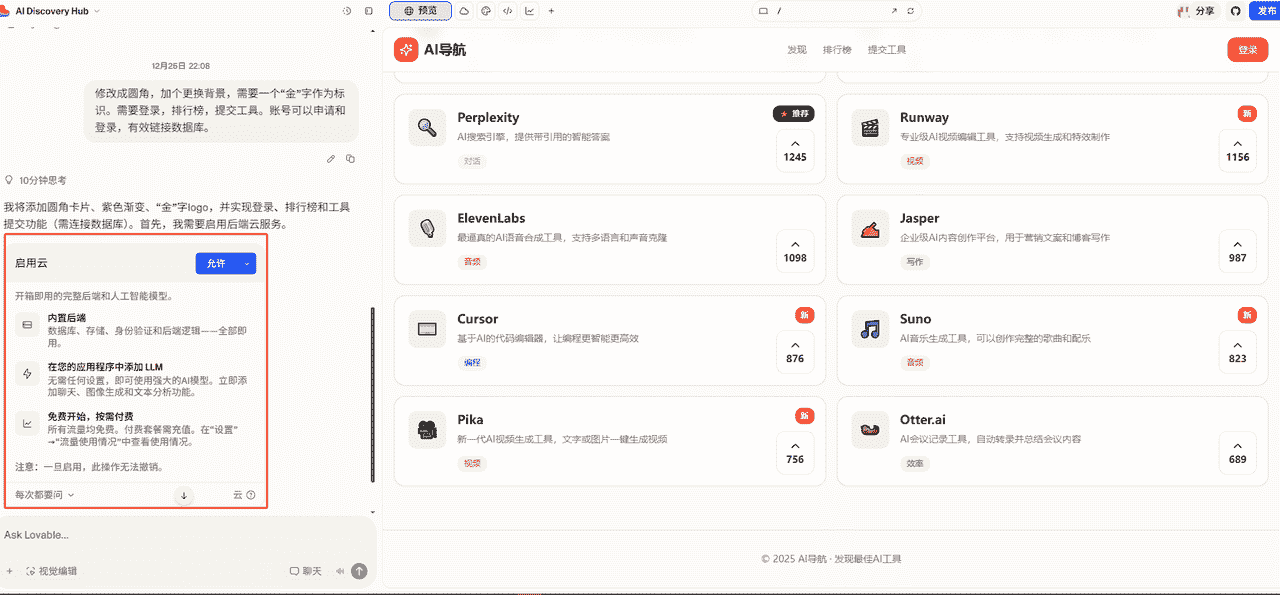 AI Discovery Hub
预览
/
分享
发布
12月25日 22:08
修改成圆角，加个更换背景，需要一个“金”字作为标
识。需要登录，排行榜，提交工具。账号可以申请和
登录，有效链接数据库。
10分钟思考
我将添加圆角卡片、紫色渐变、“金”字logo，并实现登录、排行榜和工具
提交功能（需连接数据库）。首先，我需要启用后端云服务。
启用云
允许
开箱即用的完整后端和人工智能模型。
内置后端
数据库、存储、身份验证和后端逻辑——全部即
用。
在您的应用程序中添加 LLM
无需任何设置，即可使用强大的AI模型。立即添
加聊天、图像生成和文本分析功能。
免费开始，按需付费
所有流量均免费。付费套餐需充值。在“设置”
→“流量使用情况”中查看使用情况。
注意：一旦启用，此操作无法撤销。
每次都要问
云
Ask Lovable...
视觉编辑
聊天
AI导航
发现
排行榜
提交工具
登录
Perplexity
AI搜索引擎，提供带引用的智能答案
对话
推荐
1245
Runway
专业级AI视频编辑工具，支持视频生成和特效制作
视频
新
1156
ElevenLabs
最逼真的AI语音合成工具，支持多语言和声音克隆
音频
1098
Jasper
企业级AI内容创作平台，用于营销文案和博客写作
写作
987
Cursor
基于AI的代码编辑器，让编程更智能更高效
编程
新
876
Suno
AI音乐生成工具，可以创作完整的歌曲和配乐
音频
新
823
Pika
新一代AI视频生成工具，文字或图片一键生成视频
视频
新
756
Otter.ai
AI会议记录工具，自动转录并总结会议内容
效率
689
© 2025 AI导航 · 发现最佳AI工具